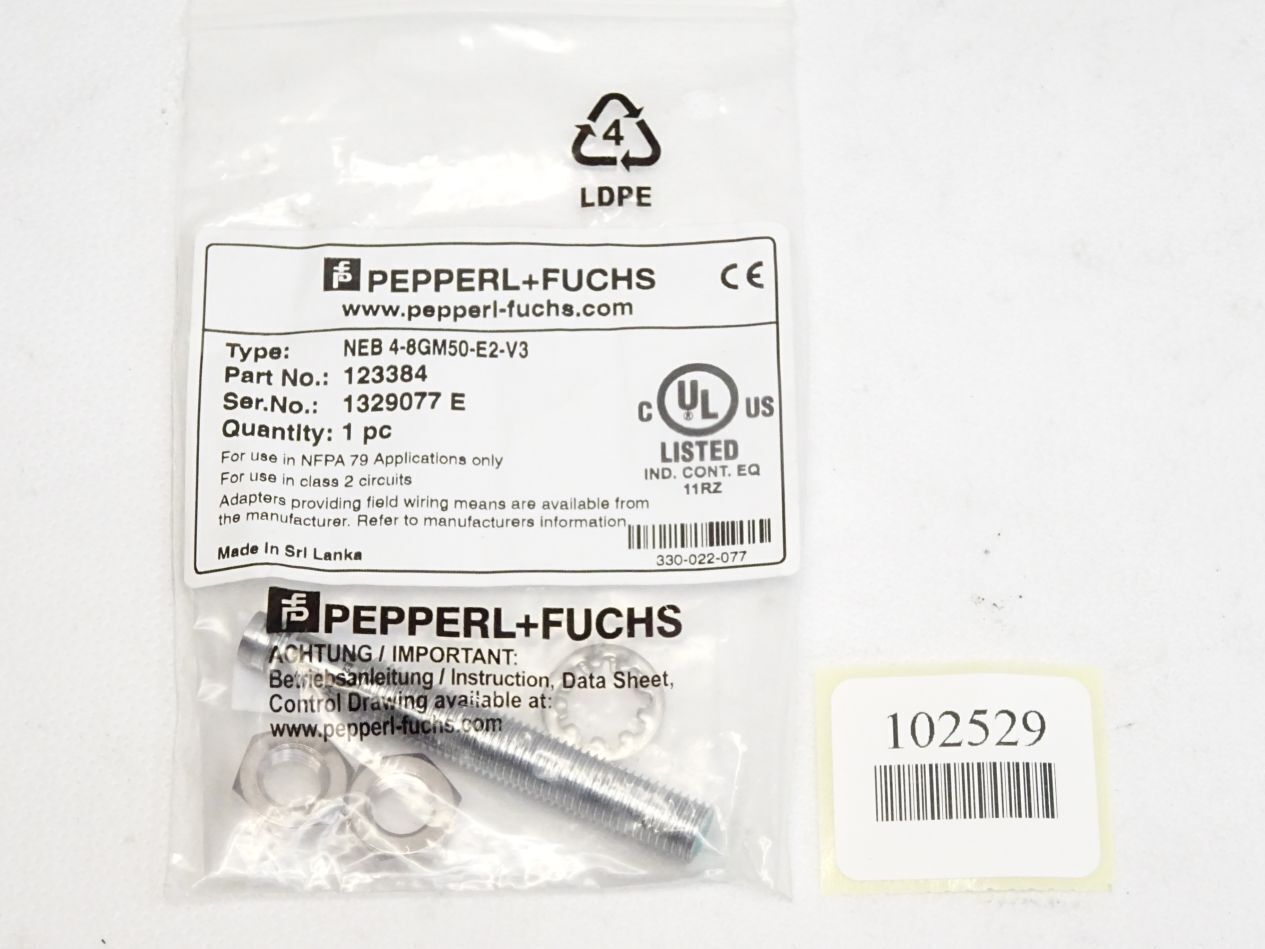 4
LDPE
PEPPERL+FUCHS
CE
www.pepperl-fuchs.com
Type: NEB 4-8GM50-E2-V3
Part No.: 123384
Ser.No.: 1329077 E
Quantity: 1 pc
C UL ® US
LISTED
IND. CONT. EQ
11RZ
For use in NFPA 79 Applications only
For use in class 2 circuits
Adapters providing field wiring means are available from
the manufacturer. Refer to manufacturers information.
330-022-077
Made In Sri Lanka
PEPPERL+FUCHS
ACHTUNG / IMPORTANT:
Betriebsanleitung / Instruction, Data Sheet,
Control Drawing available at:
www.pepperl-fuchs.com
102529